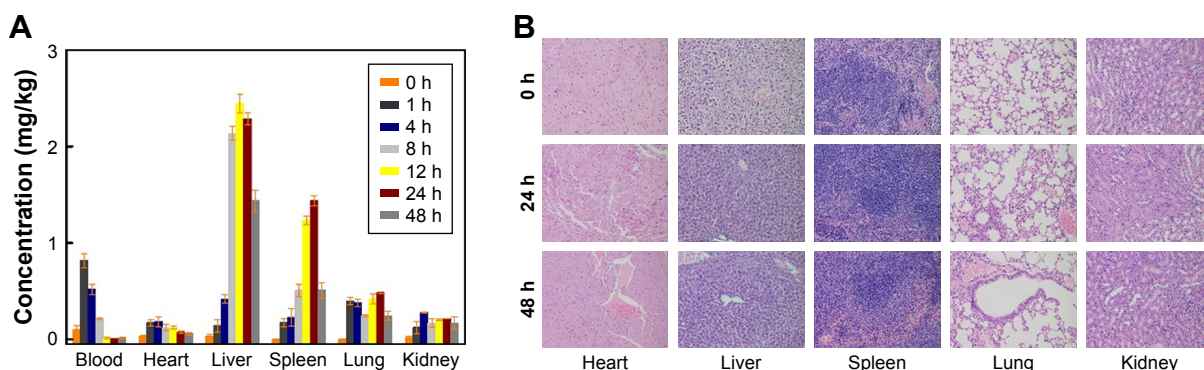 A
Concentration (mg/kg)
3
2
1
0
0 h
1 h
4 h
8 h
12 h
24 h
48 h
Blood Heart Liver Spleen Lung Kidney
B
0 h
24 h
48 h
Heart Liver Spleen Lung Kidney